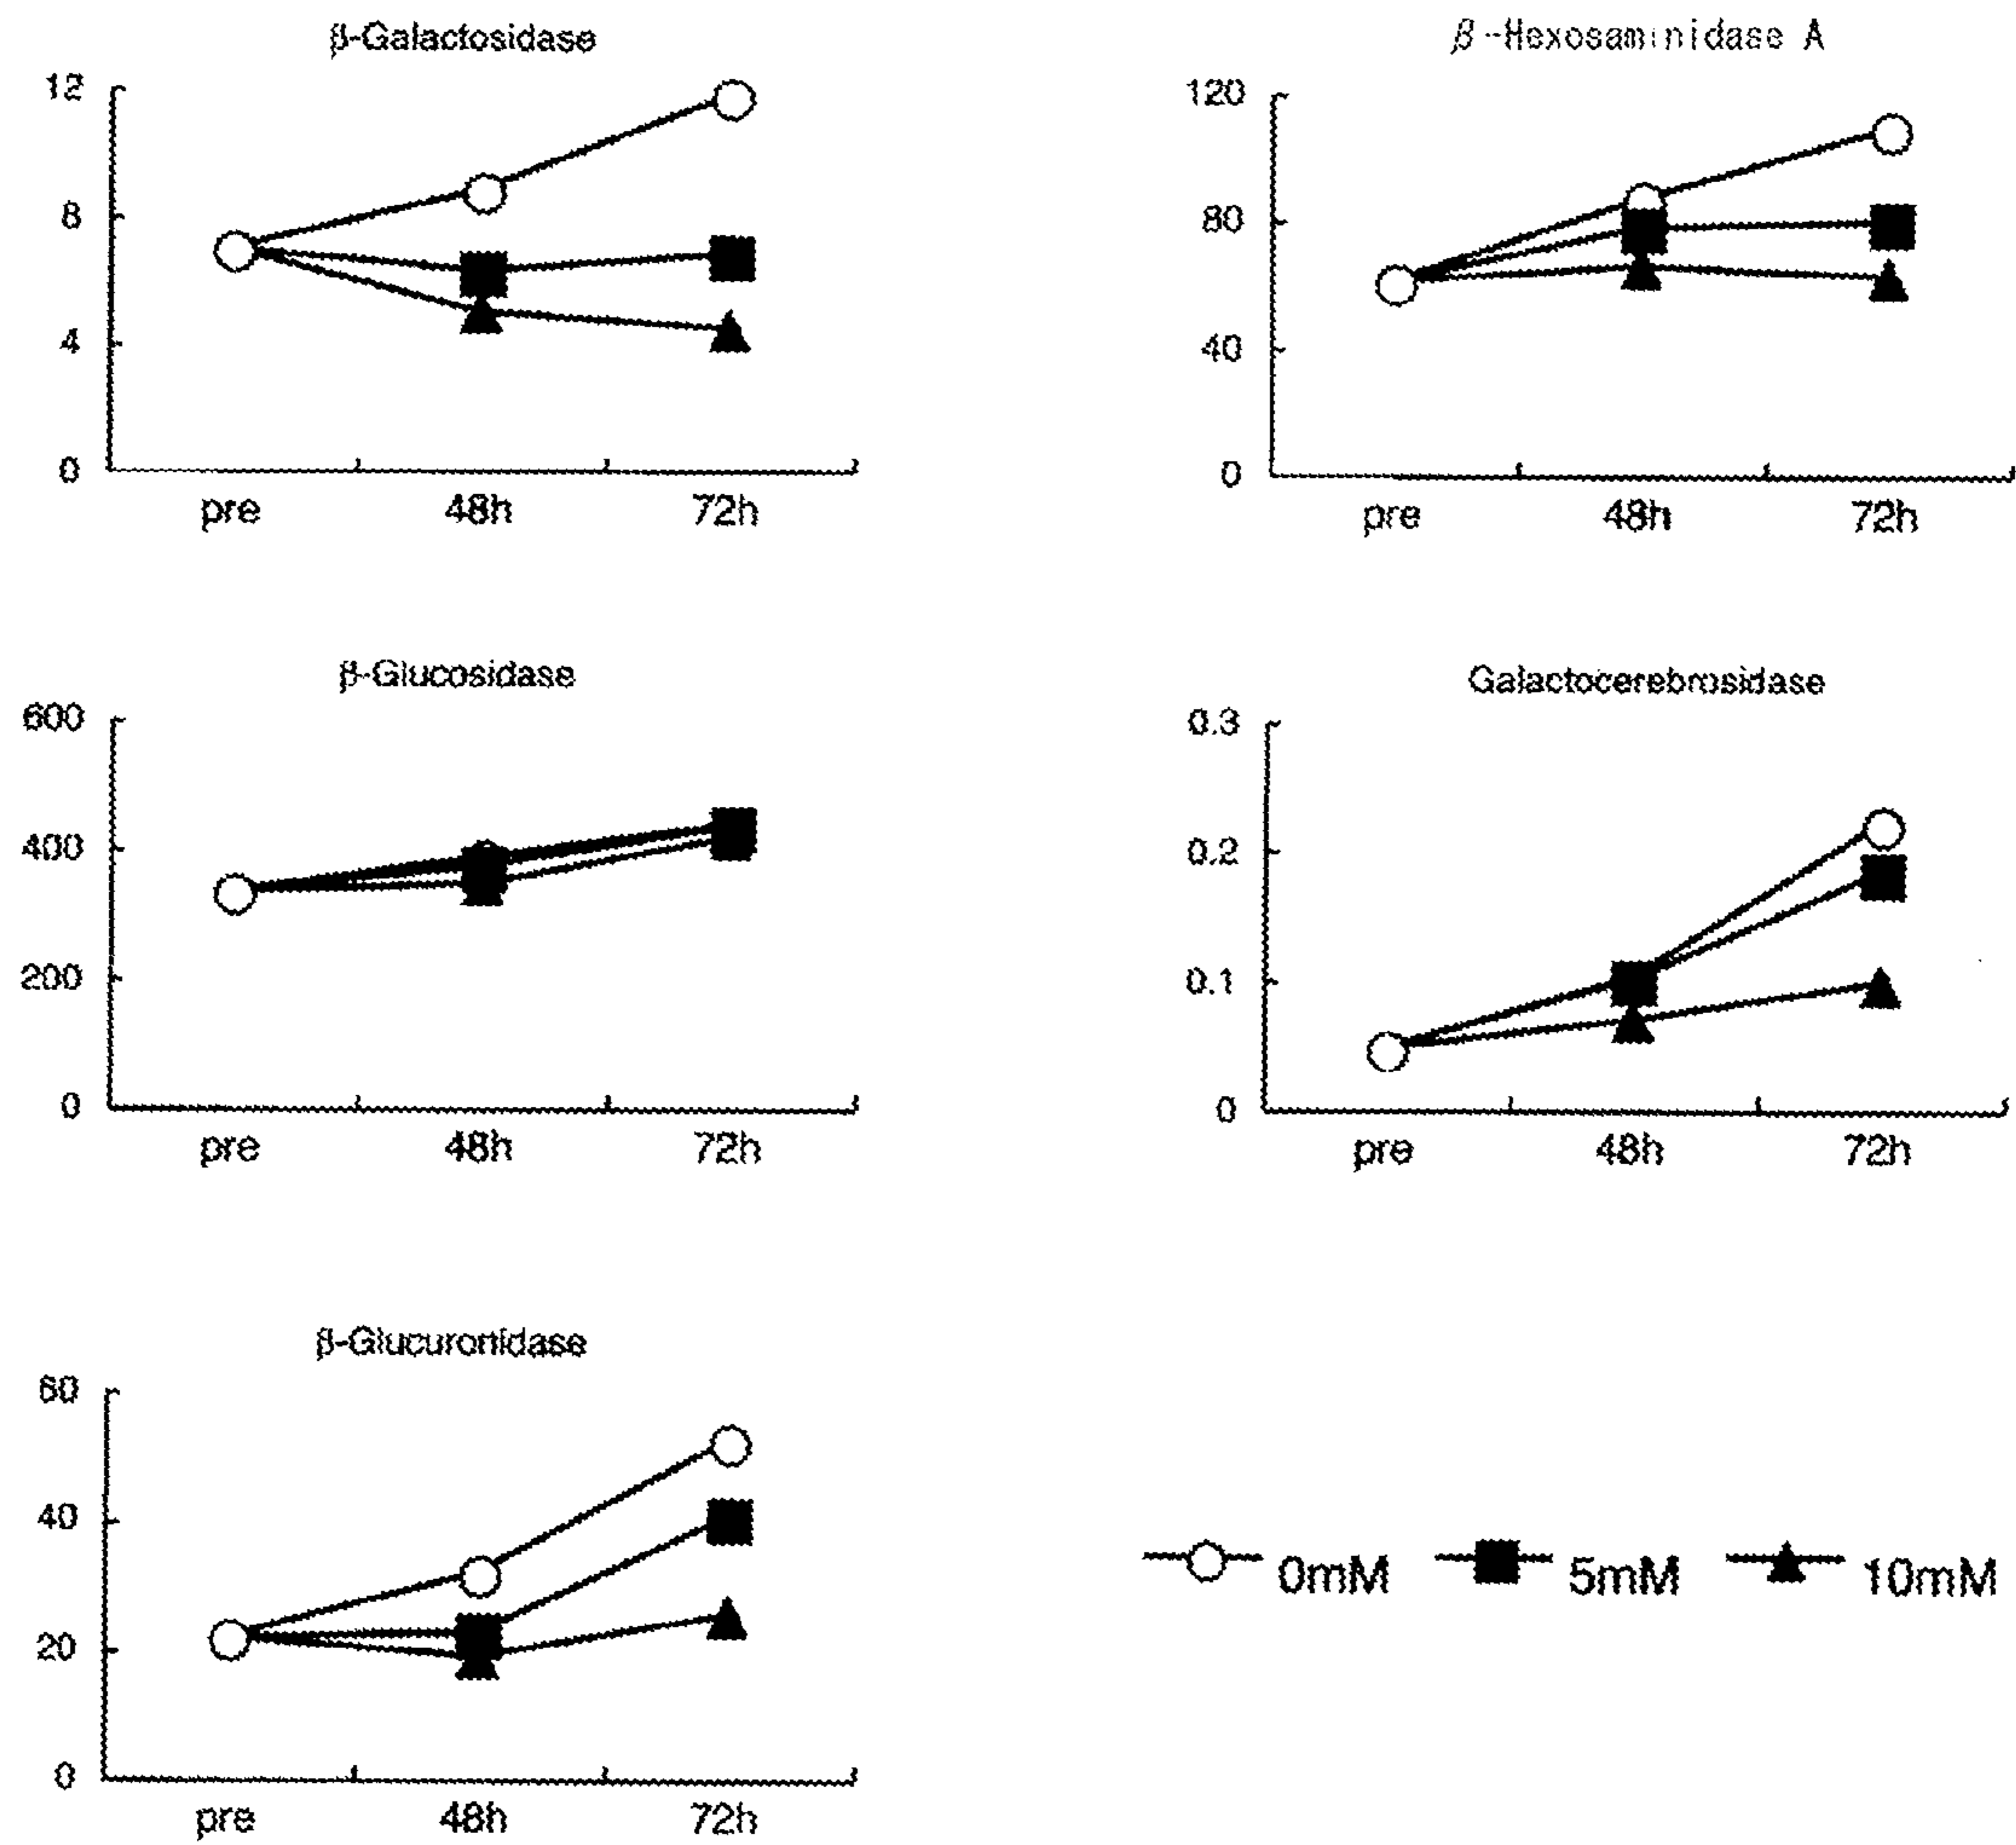 β-Galactosidase
12
8
4
0
pre 48h 72h
β-Hexosaminidase A
120
80
40
0
pre 48h 72h
β-Glucosidase
600
400
200
0
pre 48h 72h
Galactocerebrosidase
0.3
0.2
0.1
0
pre 48h 72h
β-Glucuronidase
60
40
20
0
pre 48h 72h
0mM 5mM 10mM